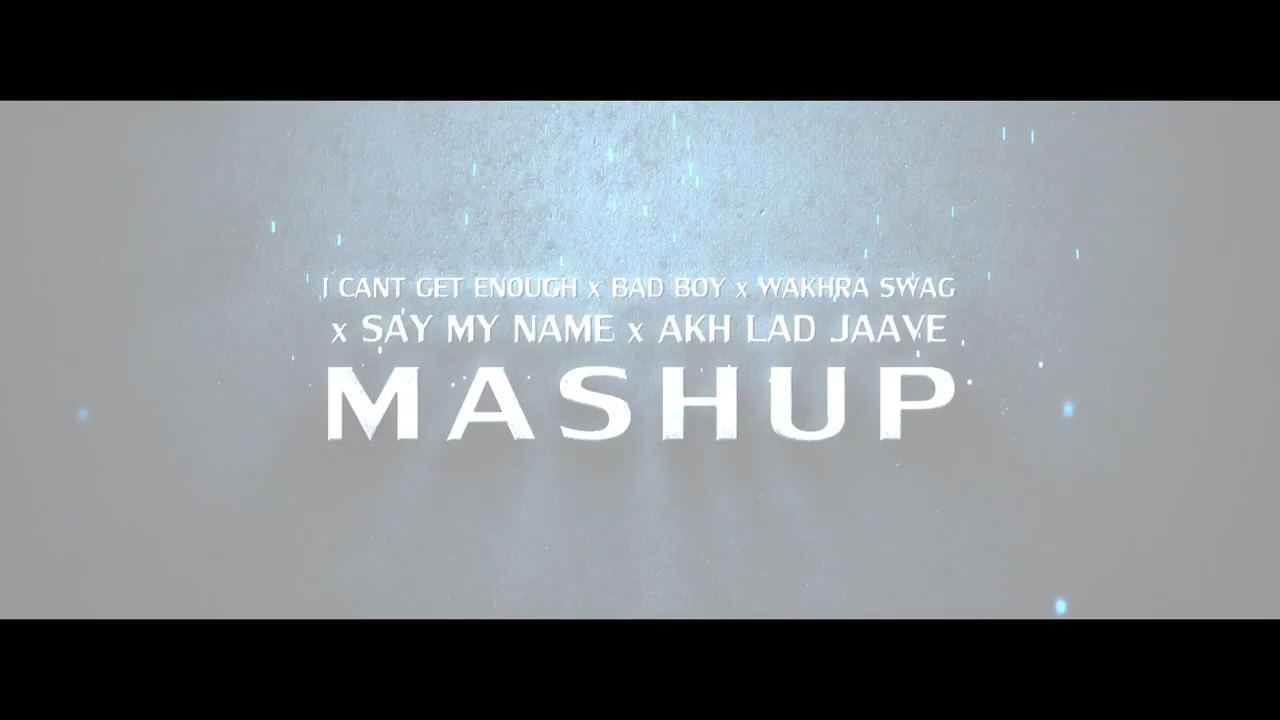 I CANT GET ENOUGH x BAD BOY x WAKHRA SWAG
x SAY MY NAME x AKH LAD JAAVE
MASHUP